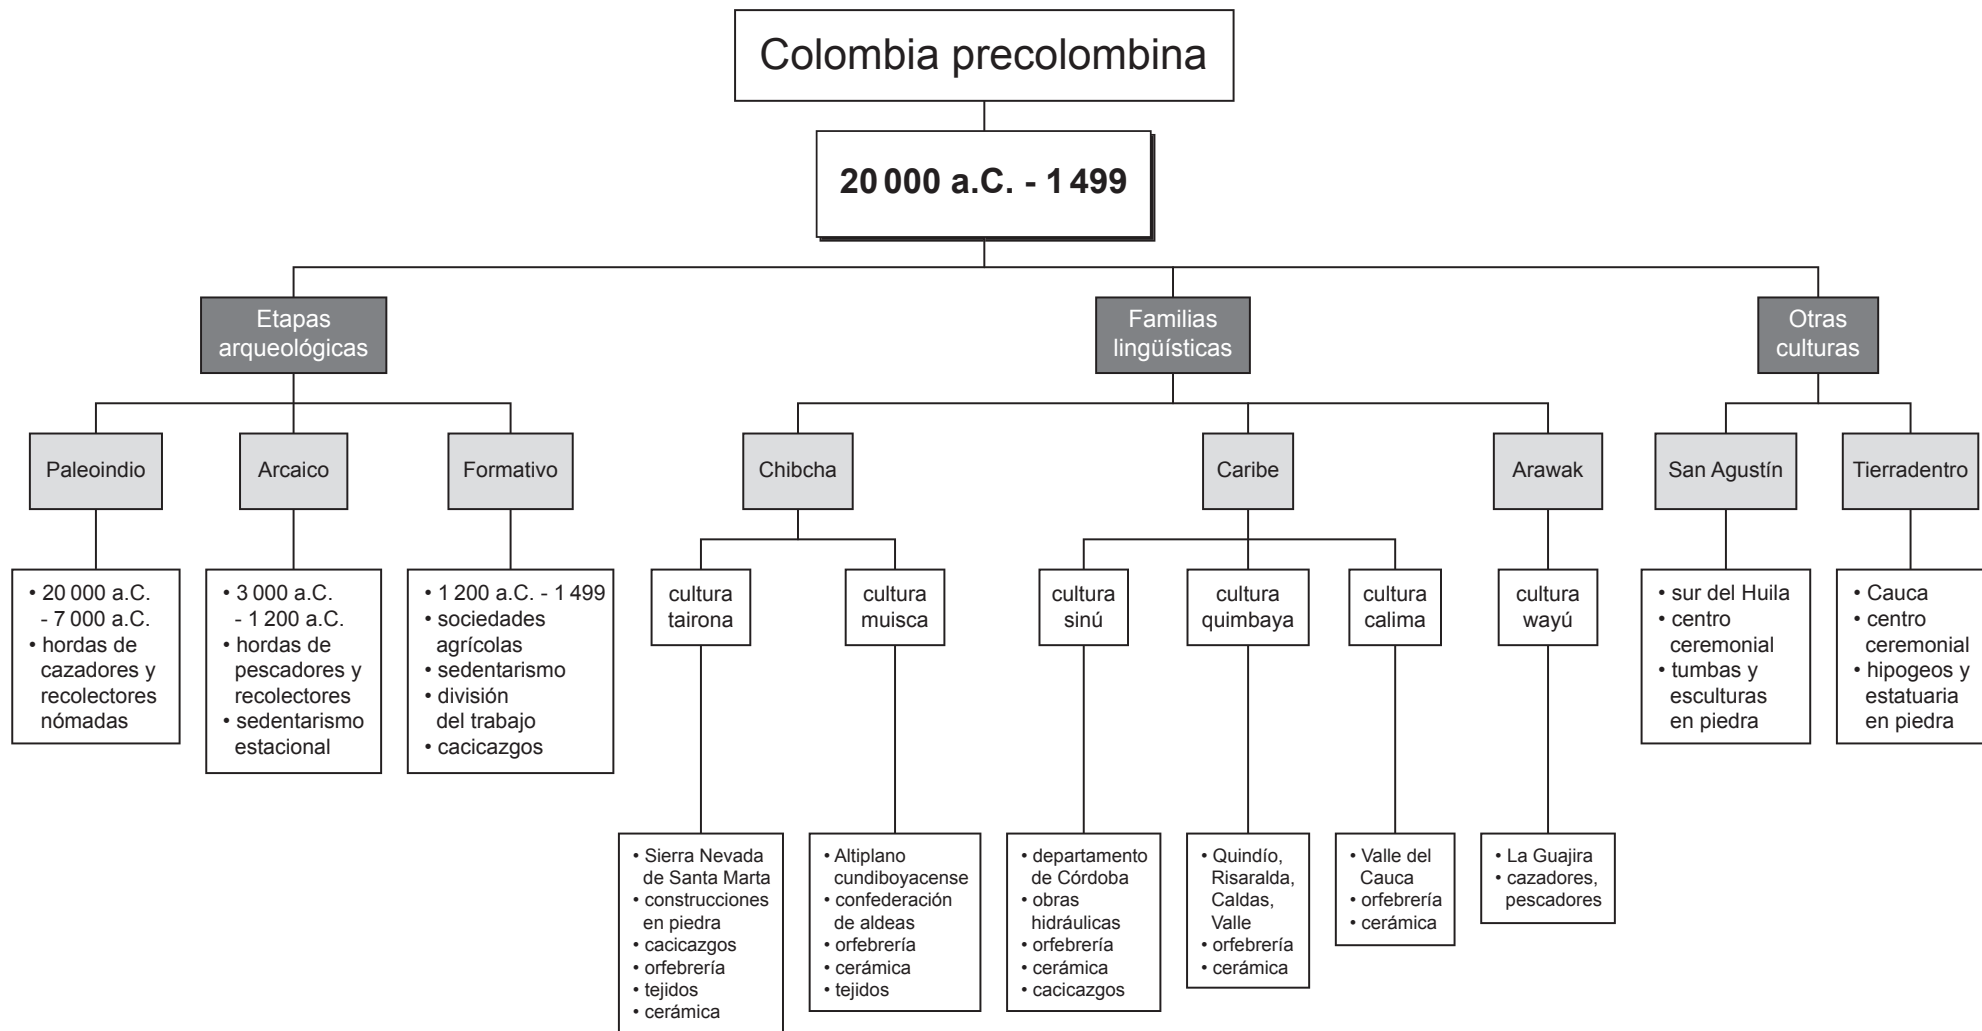 Colombia precolombina
20 000 a.C. - 1 499
Etapas
arqueológicas
Familias
lingüísticas
Otras
culturas
Paleoindio
Arcaico
Formativo
Chibcha
Caribe
Arawak
San Agustín
Tierradentro
• 20 000 a.C.
- 7 000 a.C.
• hordas de
cazadores y
recolectores
nómadas
• 3 000 a.C.
- 1 200 a.C.
• hordas de
pescadores y
recolectores
• sedentarismo
estacional
• 1 200 a.C. - 1 499
• sociedades
agrícolas
• sedentarismo
• división
del trabajo
• cacicazgos
cultura
tairona
cultura
muisca
cultura
sinú
cultura
quimbaya
cultura
calima
cultura
wayú
• sur del Huila
• centro
ceremonial
• tumbas y
esculturas
en piedra
• Cauca
• centro
ceremonial
• hipogeos y
estatuaria
en piedra
• Sierra Nevada
de Santa Marta
• construcciones
en piedra
• cacicazgos
• orfebrería
• tejidos
• cerámica
• Altiplano
cundiboyacense
• confederación
de aldeas
• orfebrería
• cerámica
• tejidos
• departamento
de Córdoba
• obras
hidráulicas
• orfebrería
• cerámica
• cacicazgos
• Quindío,
Risaralda,
Caldas,
Valle
• orfebrería
• cerámica
• Valle del
Cauca
• orfebrería
• cerámica
• La Guajira
• cazadores,
pescadores